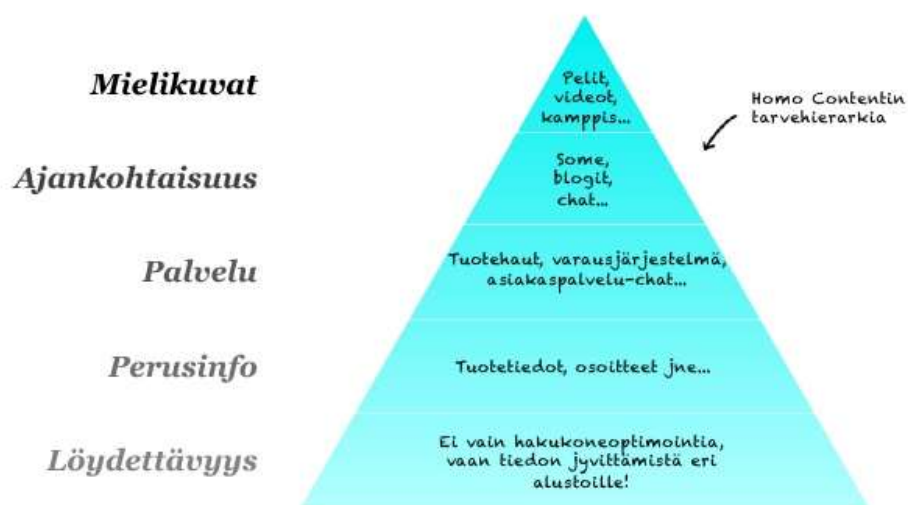 Mielikuvat
Pelit,
videot,
kamppis...
Homo Contentin
tarvehierarkia
Ajankohtaisuus
Some,
blogit,
chat...
Palvelu
Tuotehaut, varausjärjestelmä,
asiakaspalvelu-chat...
Perusinfo
Tuotetiedot, osoitteet jne...
Löydettävyys
Ei vain hakukoneoptimointia,
vaan tiedon jyvittämistä eri
alustoille!